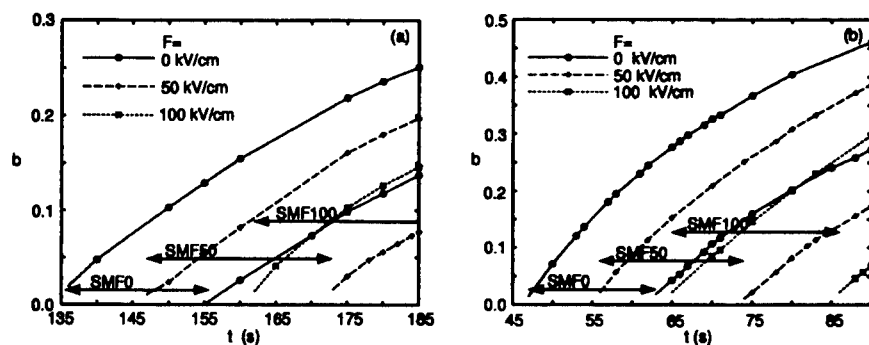 0.3
(a)
F=
0 kV/cm
50 kV/cm
100 kV/cm
0.2
b
SMF100
0.1
SMF50
SMF0
0.0
135 145 155 165 175 185
t (s)
0.5
(b)
F=
0 kV/cm
50 kV/cm
100 kV/cm
0.4
0.3
b
0.2
SMF100
0.1
SMF50
SMF0
0.0
45 55 65 75 85
t (s)